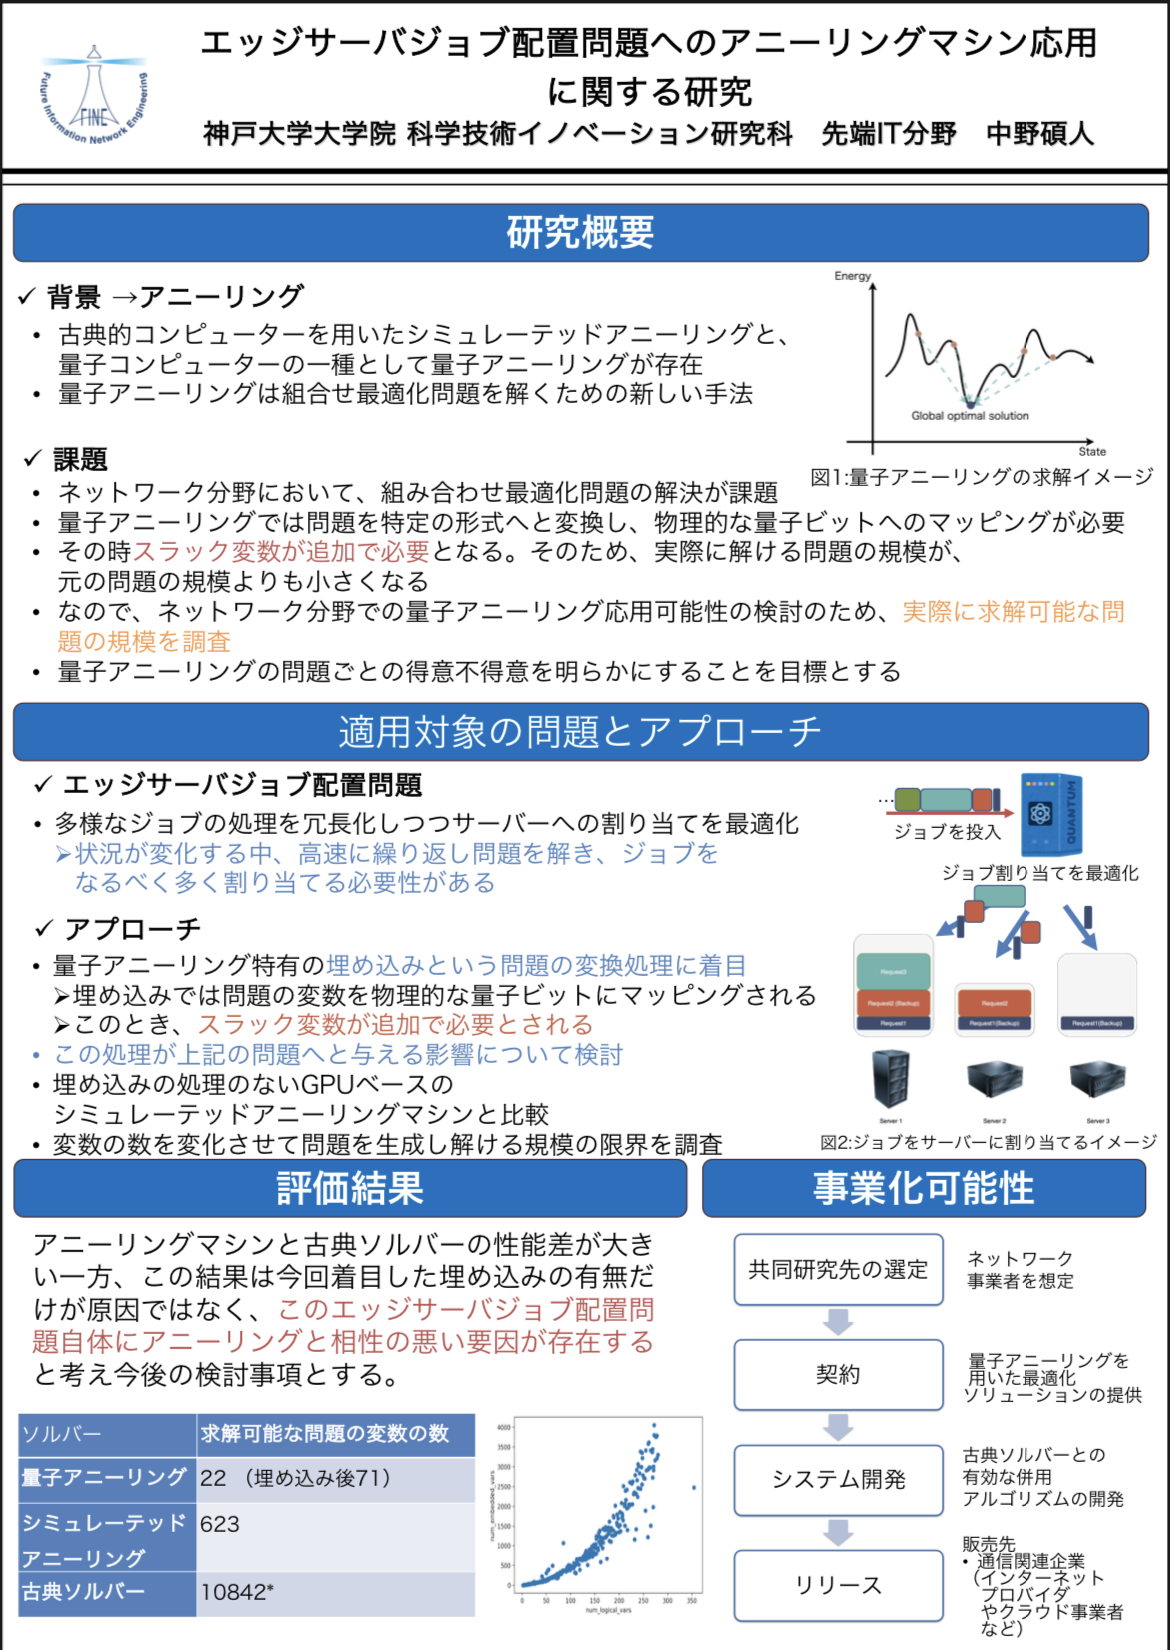 エッジサーバジョブ配置問題へのアニーリングマシン応用
に関する研究
神戸大学大学院 科学技術イノベーション研究科　先端IT分野　中野碩人
FINE
Future Information Network Engineering
研究概要
✓ 背景 →アニーリング
• 古典的コンピューターを用いたシミュレーテッドアニーリングと、
量子コンピューターの一種として量子アニーリングが存在
• 量子アニーリングは組合せ最適化問題を解くための新しい手法
Energy
Global optimal solution
State
図1:量子アニーリングの求解イメージ
✓ 課題
• ネットワーク分野において、組み合わせ最適化問題の解決が課題
• 量子アニーリングでは問題を特定の形式へと変換し、物理的な量子ビットへのマッピングが必要
• その時スラック変数が追加で必要となる。そのため、実際に解ける問題の規模が、
元の問題の規模よりも小さくなる
• なので、ネットワーク分野での量子アニーリング応用可能性の検討のため、実際に求解可能な問
題の規模を調査
• 量子アニーリングの問題ごとの得意不得意を明らかにすることを目標とする
適用対象の問題とアプローチ
✓ エッジサーバジョブ配置問題
• 多様なジョブの処理を冗長化しつつサーバーへの割り当てを最適化
➢状況が変化する中、高速に繰り返し問題を解き、ジョブを
なるべく多く割り当てる必要性がある
✓ アプローチ
• 量子アニーリング特有の埋め込みという問題の変換処理に着目
➢埋め込みでは問題の変数を物理的な量子ビットにマッピングされる
➢このとき、スラック変数が追加で必要とされる
• この処理が上記の問題へと与える影響について検討
• 埋め込みの処理のないGPUベースの
シミュレーテッドアニーリングマシンと比較
• 変数の数を変化させて問題を生成し解ける規模の限界を調査
…
ジョブを投入
QUANTUM
ジョブ割り当てを最適化
Request3
Request2 (Backup)
Request1
Request2
Request1(Backup)
Request1(Backup)
Server 1
Server 2
Server 3
図2:ジョブをサーバーに割り当てるイメージ
評価結果
アニーリングマシンと古典ソルバーの性能差が大き
い一方、この結果は今回着目した埋め込みの有無だ
けが原因ではなく、このエッジサーバジョブ配置問
題自体にアニーリングと相性の悪い要因が存在する
と考え今後の検討事項とする。
ソルバー 求解可能な問題の変数の数
量子アニーリング 22 （埋め込み後71）
シミュレーテッド 623
アニーリング
古典ソルバー 10842*
num_embedded_vars
4000
3500
3000
2500
2000
1500
1000
500
0
0 50 100 150 200 250 300 350
num_logical_vars
事業化可能性
共同研究先の選定
ネットワーク
事業者を想定
契約
量子アニーリングを
用いた最適化
ソリューションの提供
システム開発
古典ソルバーとの
有効な併用
アルゴリズムの開発
リリース
販売先
• 通信関連企業
（インターネット
プロバイダ
やクラウド事業者
など）